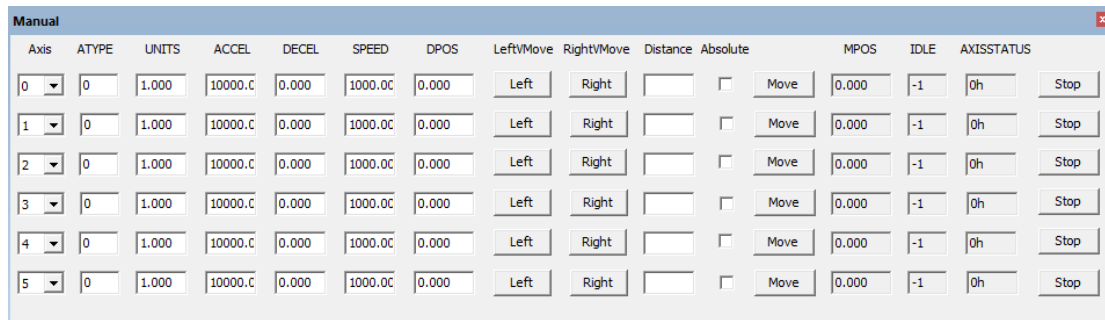 Manual
Axis ATYPE UNITS ACCEL DECEL SPEED DPOS LeftVMove RightVMove Distance Absolute MPOS IDLE AXISSTATUS
0 0 1.000 10000.0 0.000 1000.00 0.000 Left Right Move 0.000 -1 0h Stop
1 0 1.000 10000.0 0.000 1000.00 0.000 Left Right Move 0.000 -1 0h Stop
2 0 1.000 10000.0 0.000 1000.00 0.000 Left Right Move 0.000 -1 0h Stop
3 0 1.000 10000.0 0.000 1000.00 0.000 Left Right Move 0.000 -1 0h Stop
4 0 1.000 10000.0 0.000 1000.00 0.000 Left Right Move 0.000 -1 0h Stop
5 0 1.000 10000.0 0.000 1000.00 0.000 Left Right Move 0.000 -1 0h Stop